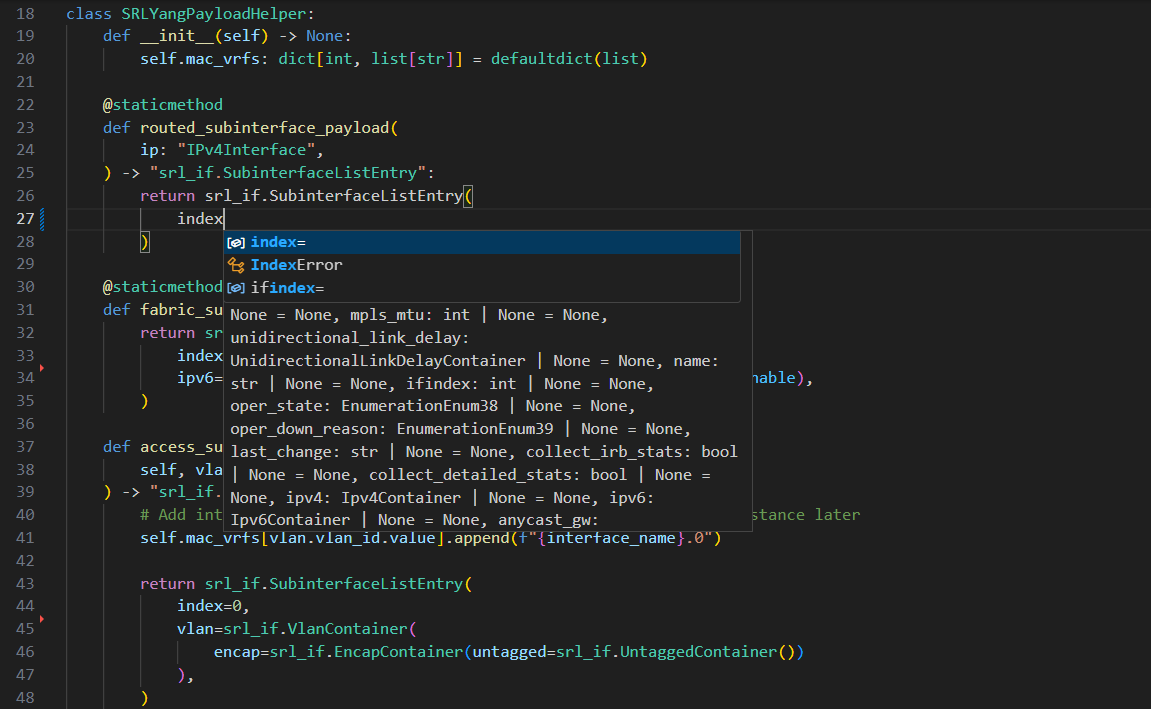 18 class SRLYangPayloadHelper:
19 def __init__(self) -> None:
20 self.mac_vrfs: dict[int, list[str]] = defaultdict(list)
21
22 @staticmethod
23 def routed_subinterface_payload(
24 ip: "IPv4Interface",
25 ) -> "srl_if.SubinterfaceListEntry":
26 return srl_if.SubinterfaceListEntry(
27 index
28 )
index=
29
IndexError
30 @staticmethod
ifindex=
31 def fabric_su
None = None, mpls_mtu: int | None = None,
32 return sr
unidirectional_link_delay:
33 index
UnidirectionalLinkDelayContainer | None = None, name:
34 ipv6= nable),
str | None = None, ifindex: int | None = None,
35 )
oper_state: EnumerationEnum38 | None = None,
36
oper_down_reason: EnumerationEnum39 | None = None,
37 def access_su
last_change: str | None = None, collect_irb_stats: bool
38 self, vla
| None = None, collect_detailed_stats: bool | None =
39 ) -> "srl_if.
None, ipv4: Ipv4Container | None = None, ipv6:
40 # Add int stance later
Ipv6Container | None = None, anycast_gw:
41 self.mac_vrfs[vlan.vlan_id.value].append(f"{interface_name}.0")
42
43 return srl_if.SubinterfaceListEntry(
44 index=0,
45 vlan=srl_if.VlanContainer(
46 encap=srl_if.EncapContainer(untagged=srl_if.UntaggedContainer())
47 ),
48 )